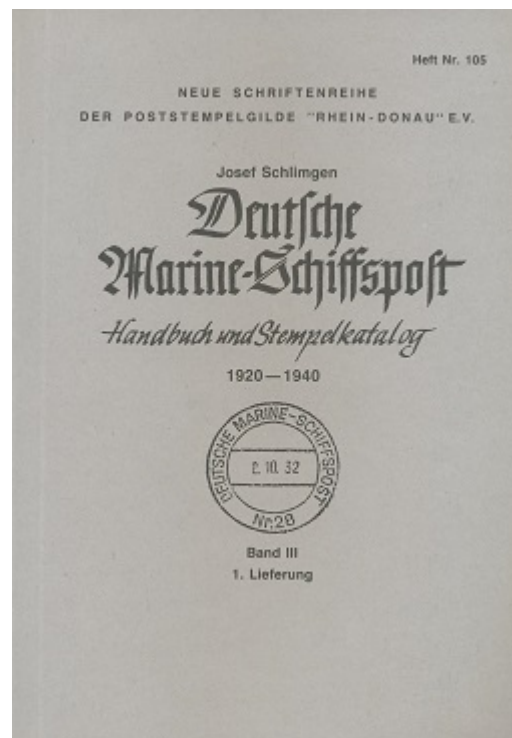 Heft Nr. 105
NEUE SCHRIFTENREIHE
DER POSTSTEMPELGILDE "RHEIN-DONAU" E.V.
Josef Schlimgen
Deutsche
Marine-Schiffspost
Handbuch und Stempelkatalog
1920—1940
DEUTSCHE MARINE-SCHIFFSPOST
2.10.32
Nr. 28
Band III
1. Lieferung